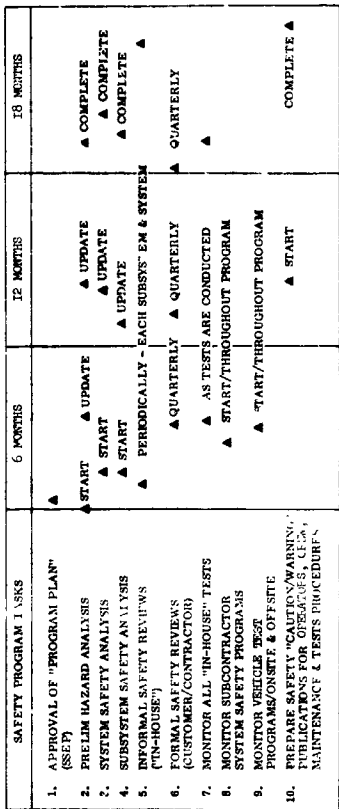 SAFETY PROGRAM TASKS 6 MONTHS 12 MONTHS 18 MONTHS
1. APPROVAL OF "PROGRAM PLAN"
(SSEP)
2. PRELIM HAZARD ANALYSIS ▲START ▲ UPDATE ▲ UPDATE ▲ COMPLETE
3. SYSTEM SAFETY ANALYSIS ▲ START ▲ UPDATE ▲ COMPLETE
4. SUBSYSTEM SAFETY ANALYSIS ▲ START ▲ UPDATE ▲ COMPLETE
5. INFORMAL SAFETY REVIEWS ▲ PERIODICALLY - EACH SUBSYSTEM & SYSTEM ▲
("IN-HOUSE")
6. FORMAL SAFETY REVIEWS ▲QUARTERLY ▲ QUARTERLY ▲ QUARTERLY
(CUSTOMER/CONTRACTOR)
7. MONITOR ALL "IN-HOUSE" TESTS ▲ AS TESTS ARE CONDUCTED ▲
8. MONITOR SUBCONTRACTOR ▲ START/THROUGHOUT PROGRAM
SYSTEM SAFETY PROGRAMS
9. MONITOR VEHICLE TEST ▲ START/THROUGHOUT PROGRAM
PROGRAMS/ONSITE & OFFSITE
10. PREPARE SAFETY "CAUTION/WARNING" ▲ START COMPLETE ▲
PUBLICATIONS FOR OPERATORS,
MAINTENANCE & TESTS PROCEDURES